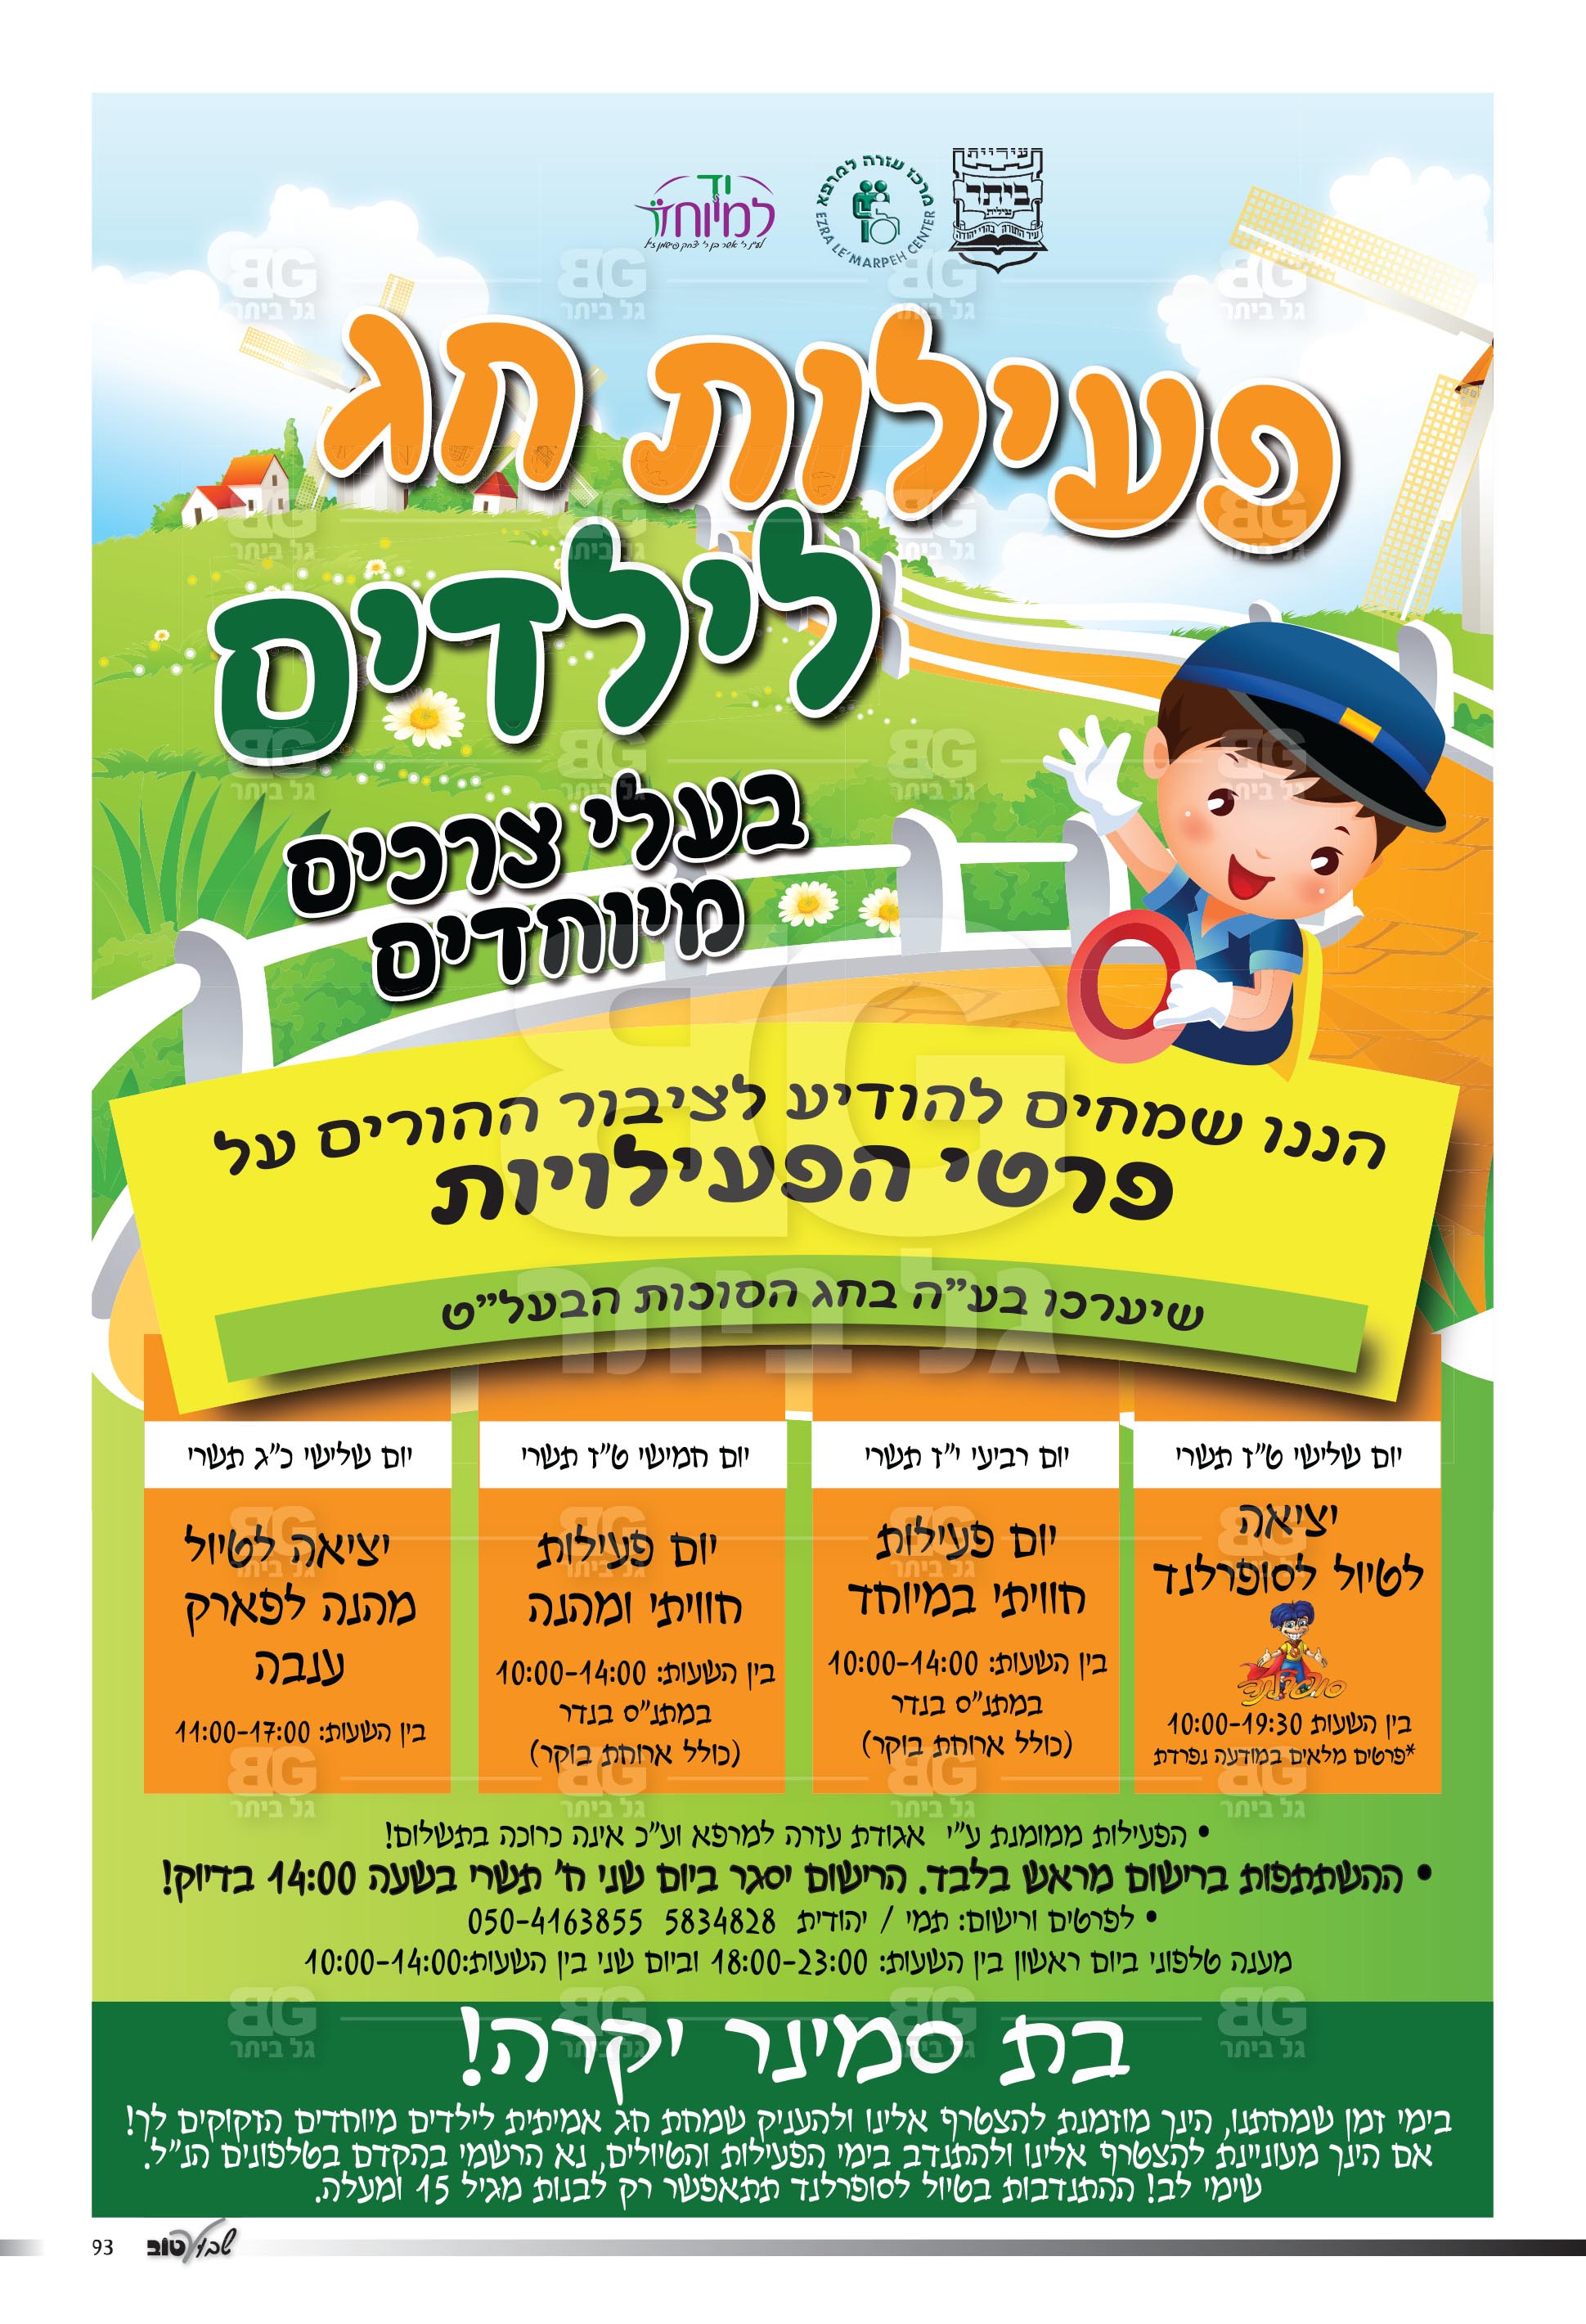 עיריית
ביתר
עילית
עיר התורה בהרי יהודה
מרכז עזרה למרפא
EZRA LE'MARPEH CENTER
יד
למיוחד
פעילות חג
לילדים
בעלי צרכים
מיוחדים
הננו שמחים להודיע לציבור ההורים על
פרטי הפעילויות
שיערכו בע"ה בחג הסוכות הבעל"ט
יום שלישי ט"ז תשרי
יציאה
לטיול לסופרלנד
סופרלנד
בין השעות 10:00-19:30
*פרטים מלאים במודעה נפרדת
יום רביעי י"ז תשרי
יום פעילות
חוויתי במיוחד
בין השעות: 10:00-14:00
במתנ"ס בנדר
(כולל ארוחת בוקר)
יום חמישי ט"ז תשרי
יום פעילות
חוויתי ומהנה
בין השעות: 10:00-14:00
במתנ"ס בנדר
(כולל ארוחת בוקר)
יום שלישי כ"ג תשרי
יציאה לטיול
מהנה לפארק
ענבה
בין השעות: 11:00-17:00
• הפעילות ממומנת ע"י אגודת עזרה למרפא וע"כ אינה כרוכה בתשלום!
• ההשתתפות ברישום מראש בלבד. הרישום יסגר ביום שני ח' תשרי בשעה 14:00 בדיוק!
• לפרטים ורישום: תמי / יהודית 5834828 050-4163855
מענה טלפוני ביום ראשון בין השעות: 18:00-23:00 וביום שני בין השעות:10:00-14:00
בת סמינר יקרה!
בימי זמן שמחתנו, הינך מוזמנת להצטרף אלינו ולהעניק שמחת חג אמיתית לילדים מיוחדים הזקוקים לך!
אם הינך מעוניינת להצטרף אלינו ולהתנדב בימי הפעילות והטיולים, נא הרשמי בהקדם בטלפונים הנ"ל.
שימי לב! ההתנדבות בטיול לסופרלנד תתאפשר רק לבנות מגיל 15 ומעלה.
93 שבוע טוב
BG
גל ביתר